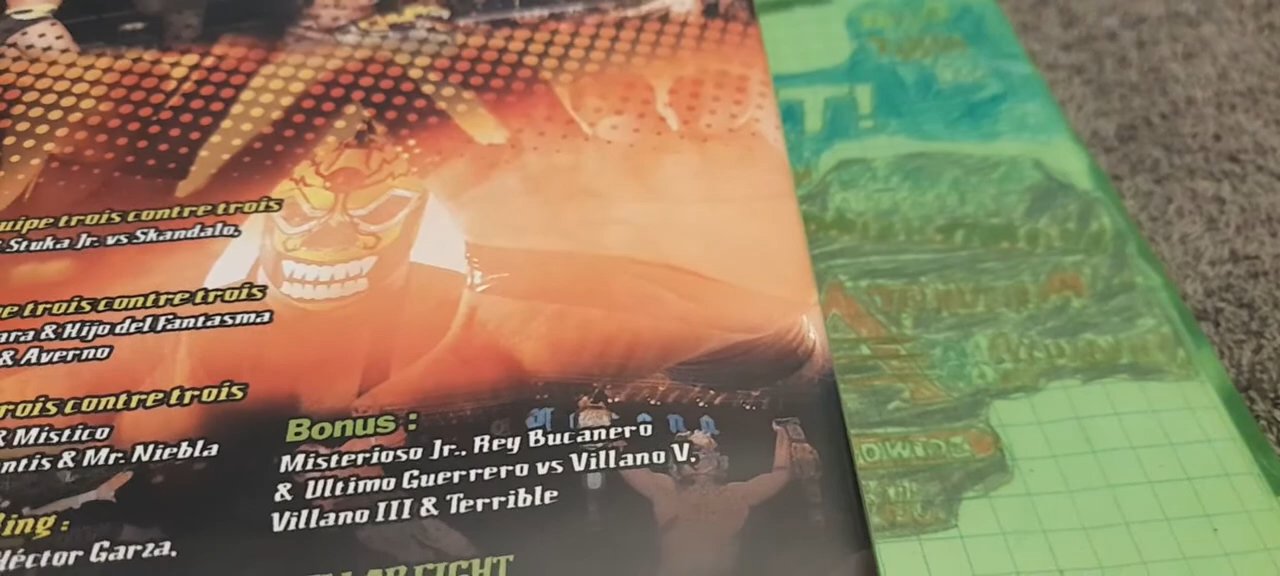 uipe trois contre trois
Stuka Jr. vs Skandalo,
e trois contre trois
ara & Hijo del Fantasma
& Averno
rois contre trois
& Mistico
ntis & Mr. Niebla
ing :
Héctor Garza,
Bonus :
Misterioso Jr., Rey Bucanero
& Ultimo Guerrero vs Villano V,
Villano III & Terrible
FIGHT
T!